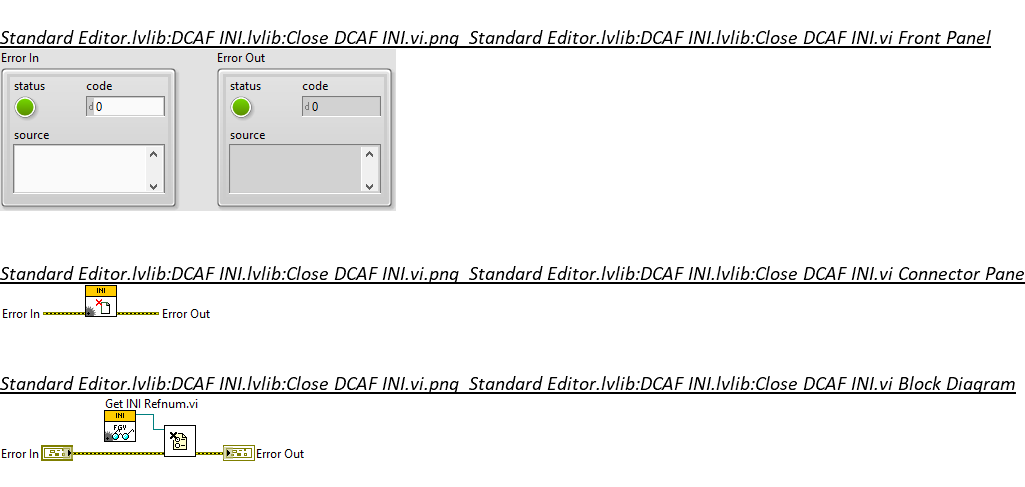 Standard Editor.lvlib:DCAF INI.lvlib:Close DCAF INI.vi.png  Standard Editor.lvlib:DCAF INI.lvlib:Close DCAF INI.vi Front Panel
Error In Error Out
status code status code
d 0 d 0
source source
Standard Editor.lvlib:DCAF INI.lvlib:Close DCAF INI.vi.png  Standard Editor.lvlib:DCAF INI.lvlib:Close DCAF INI.vi Connector Pane
INI
Error In Error Out
Standard Editor.lvlib:DCAF INI.lvlib:Close DCAF INI.vi.png  Standard Editor.lvlib:DCAF INI.lvlib:Close DCAF INI.vi Block Diagram
Get INI Refnum.vi
INI
FGV
Error In Error Out